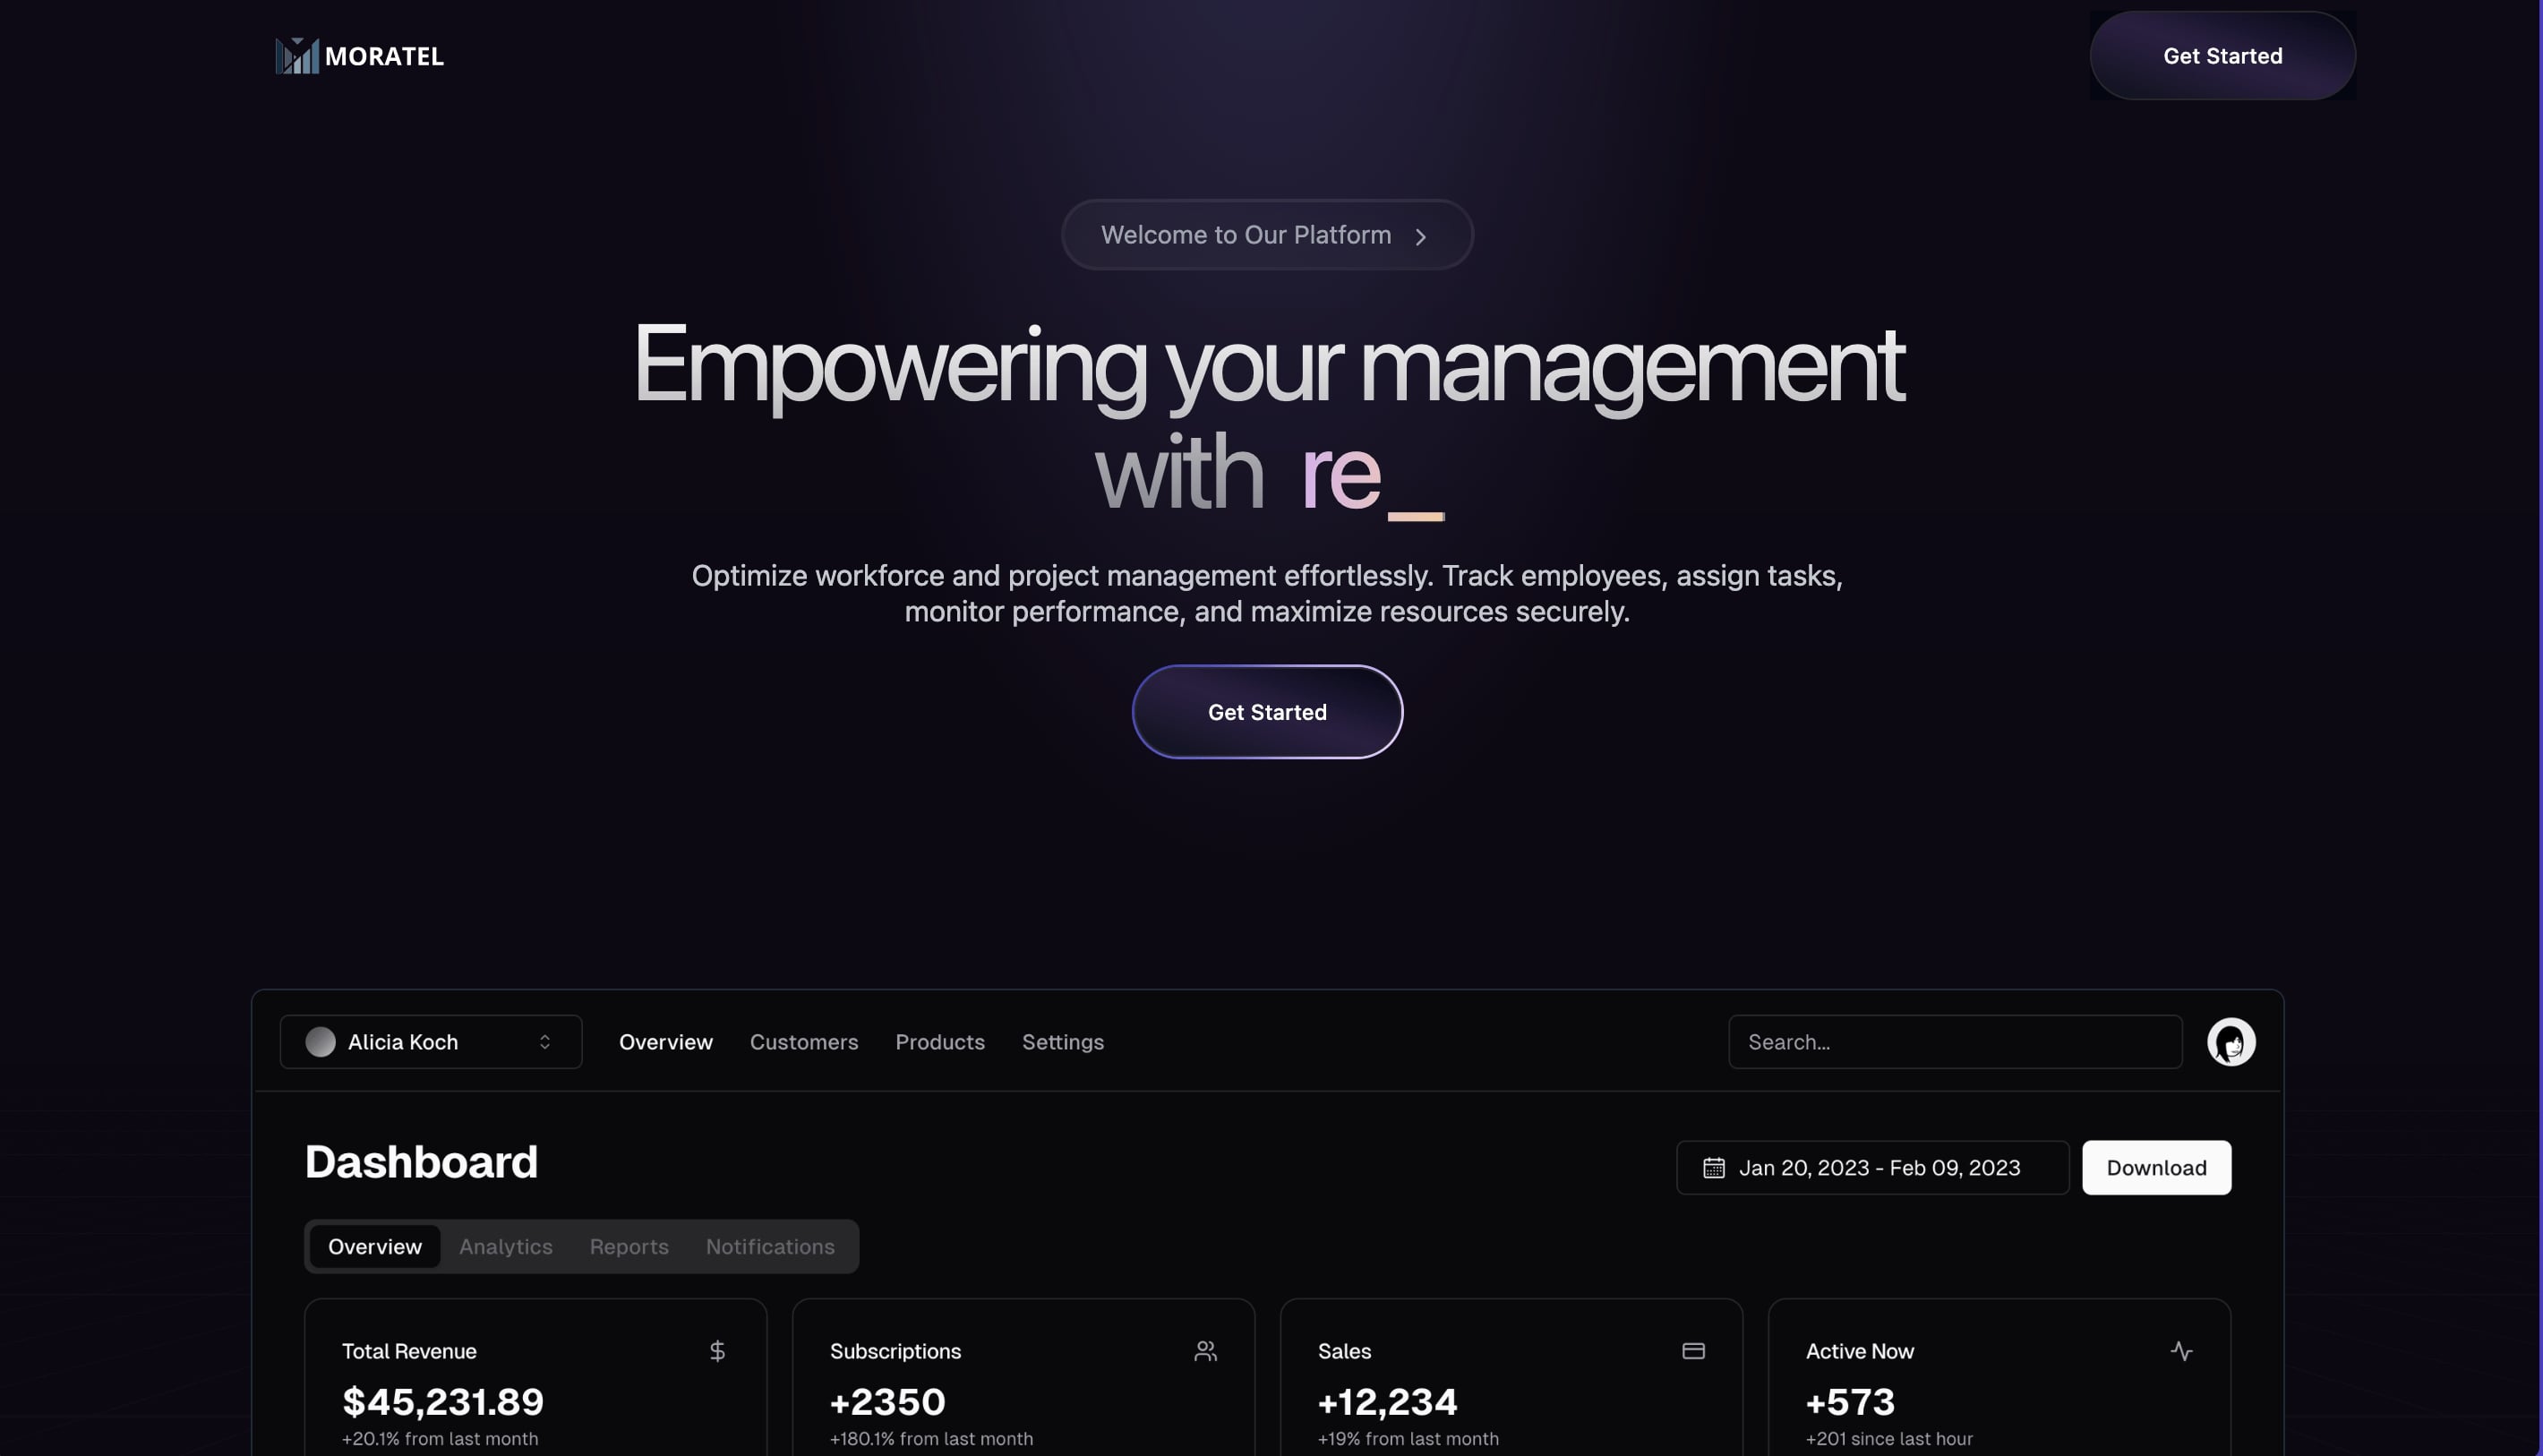 MORATEL
Get Started
Welcome to Our Platform
Empowering your management
with re_
Optimize workforce and project management effortlessly. Track employees, assign tasks,
monitor performance, and maximize resources securely.
Get Started
Alicia Koch
Overview Customers Products Settings
Search...
Dashboard
Jan 20, 2023 - Feb 09, 2023
Download
Overview Analytics Reports Notifications
Total Revenue $
$45,231.89
+20.1% from last month
Subscriptions
+2350
+180.1% from last month
Sales
+12,234
+19% from last month
Active Now
+573
+201 since last hour